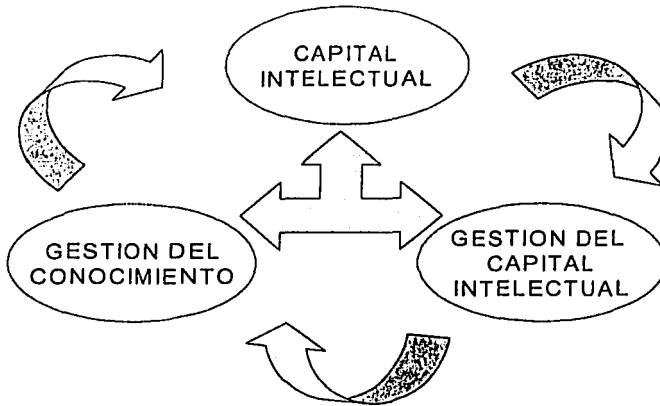 CAPITAL
INTELECTUAL
GESTION DEL
CONOCIMIENTO
GESTION DEL
CAPITAL
INTELECTUAL